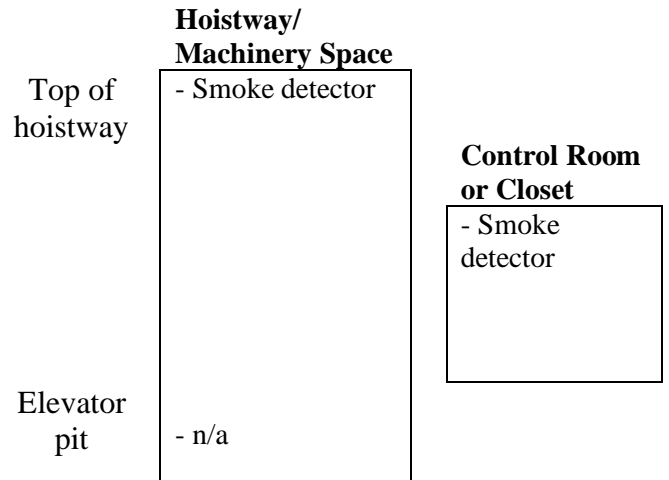 Hoistway/
Machinery Space
Top of
hoistway
- Smoke detector
Control Room
or Closet
- Smoke
detector
Elevator
pit
- n/a